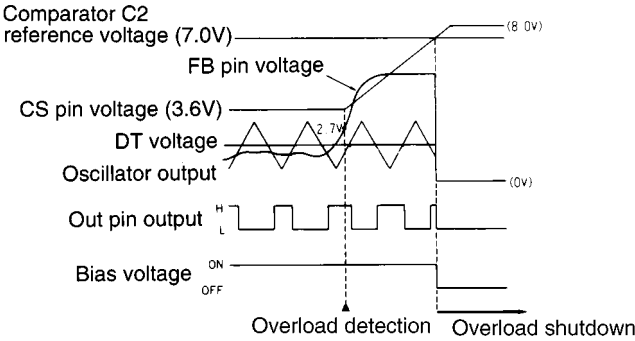 Comparator C2
reference voltage (7.0V)
(8.0V)
FB pin voltage
CS pin voltage (3.6V)
2.7V
DT voltage
Oscillator output
(0V)
Out pin output
H
L
Bias voltage
ON
OFF
Overload detection
Overload shutdown